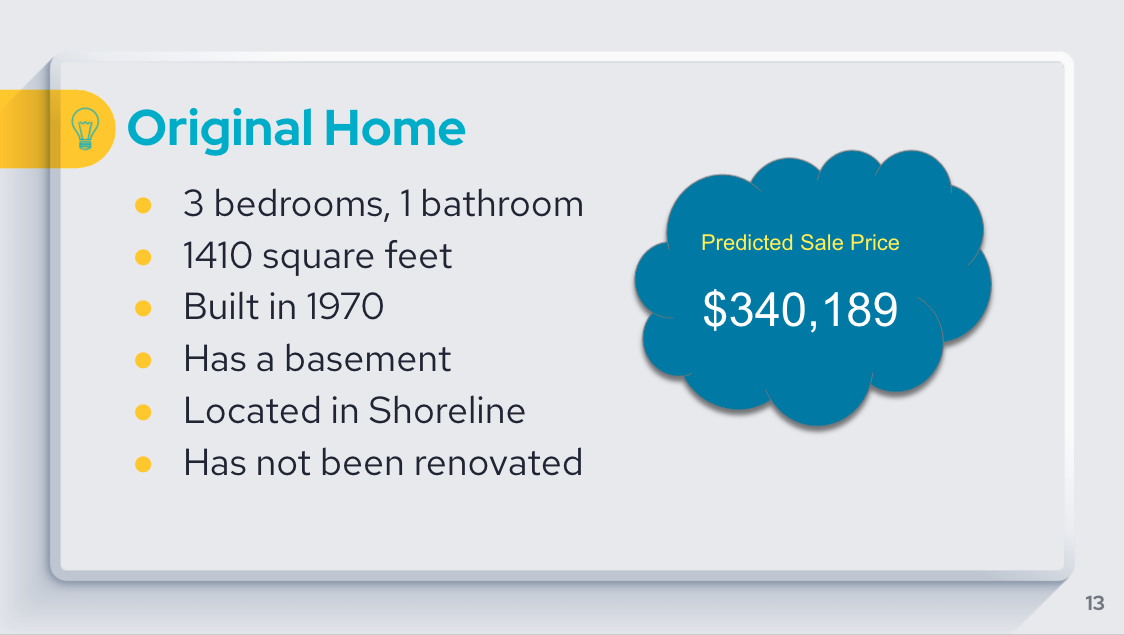 Original Home
3 bedrooms, 1 bathroom
1410 square feet
Built in 1970
Has a basement
Located in Shoreline
Has not been renovated
Predicted Sale Price
$340,189
13